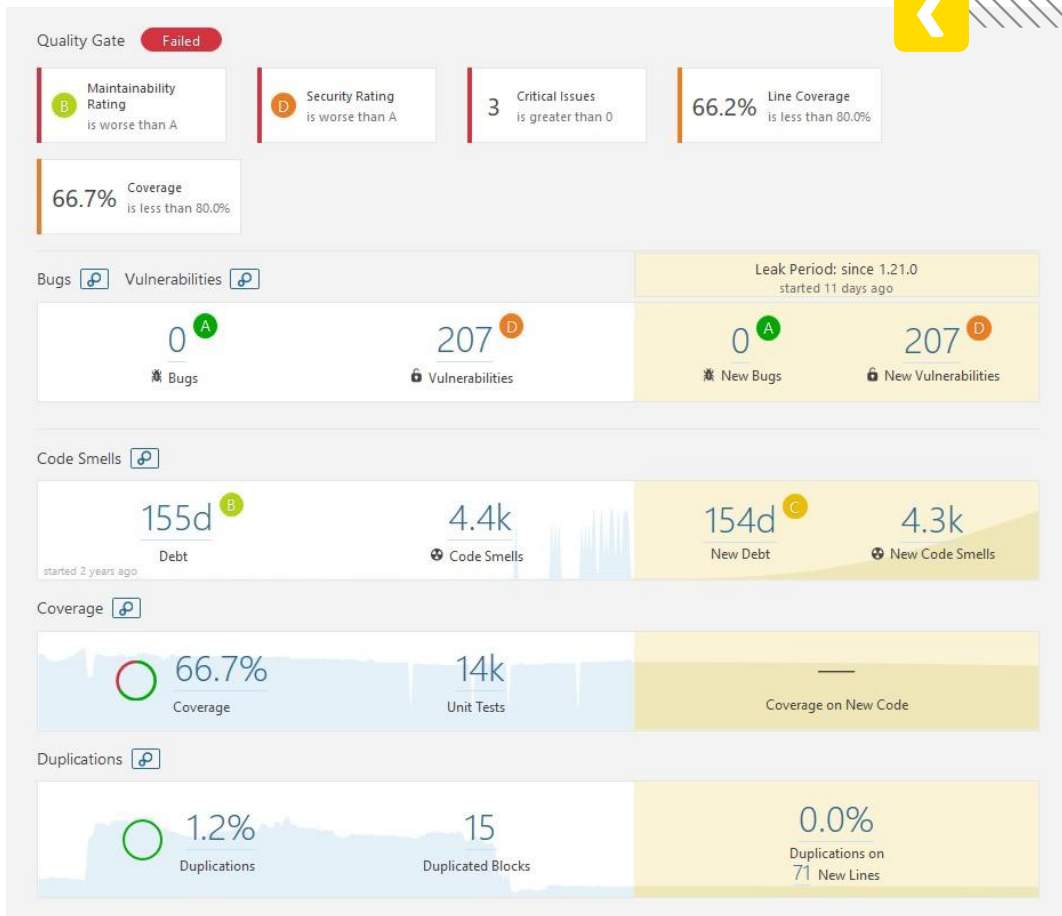 Quality Gate Failed
B Maintainability Rating is worse than A
D Security Rating is worse than A
3 Critical Issues is greater than 0
66.2% Line Coverage is less than 80.0%
66.7% Coverage is less than 80.0%
Bugs Vulnerabilities
Leak Period: since 1.21.0
started 11 days ago
0 A
Bugs
207 D
Vulnerabilities
0 A
New Bugs
207 D
New Vulnerabilities
Code Smells
155d B
Debt
started 2 years ago
4.4k
Code Smells
154d C
New Debt
4.3k
New Code Smells
Coverage
66.7%
Coverage
14k
Unit Tests
—
Coverage on New Code
Duplications
1.2%
Duplications
15
Duplicated Blocks
0.0%
Duplications on
71 New Lines